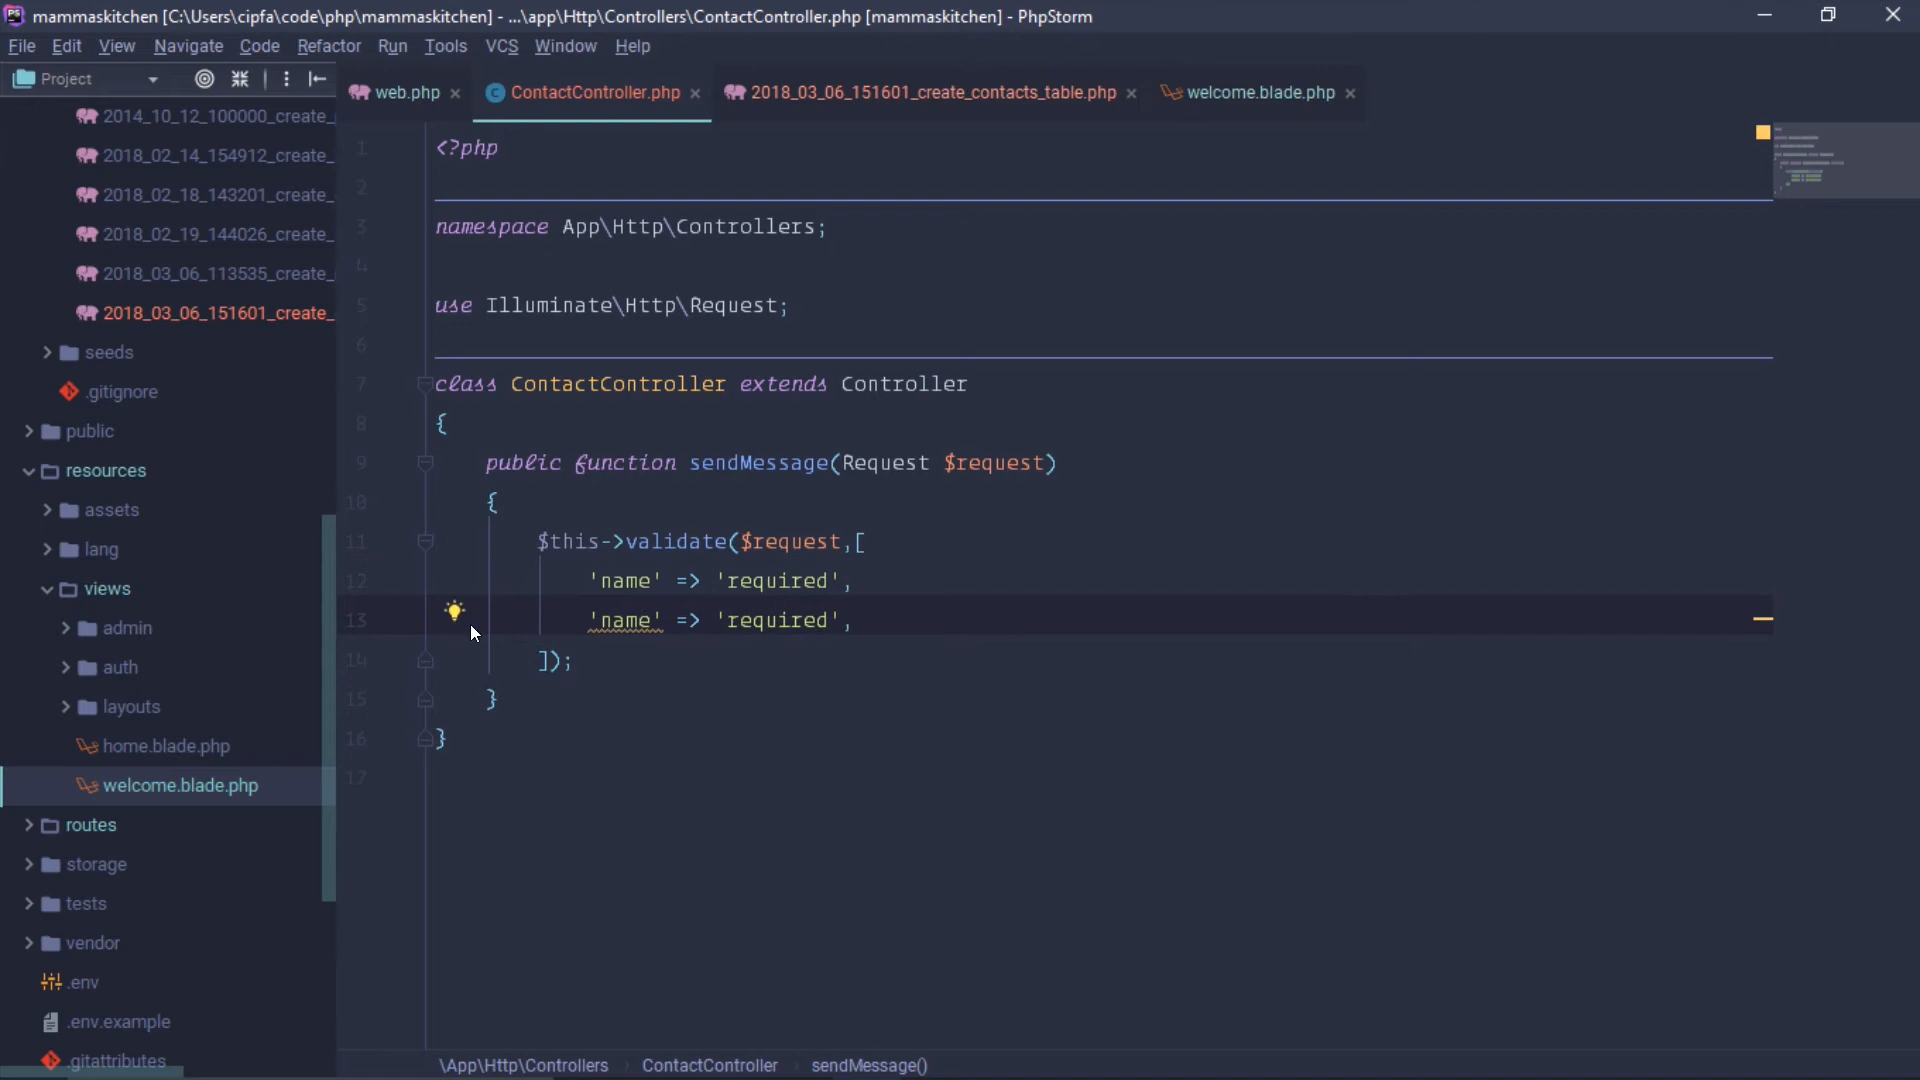 mammaskitchen [C:\Users\cipfa\code\php\mammaskitchen] - ...\app\Http\Controllers\ContactController.php [mammaskitchen] - PhpStorm
File Edit View Navigate Code Refactor Run Tools VCS Window Help
Project
web.php
ContactController.php
2018_03_06_151601_create_contacts_table.php
welcome.blade.php
2014_10_12_100000_create_
2018_02_14_154912_create_
2018_02_18_143201_create_
2018_02_19_144026_create_
2018_03_06_113535_create_
2018_03_06_151601_create_
seeds
.gitignore
public
resources
assets
lang
views
admin
auth
layouts
home.blade.php
welcome.blade.php
routes
storage
tests
vendor
.env
.env.example
.gitattributes
1 <?php
2
3 namespace App\Http\Controllers;
4
5 use Illuminate\Http\Request;
6
7 class ContactController extends Controller
8 {
9 public function sendMessage(Request $request)
10 {
11 $this->validate($request,[
12 'name' => 'required',
13 'name' => 'required',
14 ]);
15 }
16 }
17
\App\Http\Controllers ContactController sendMessage()